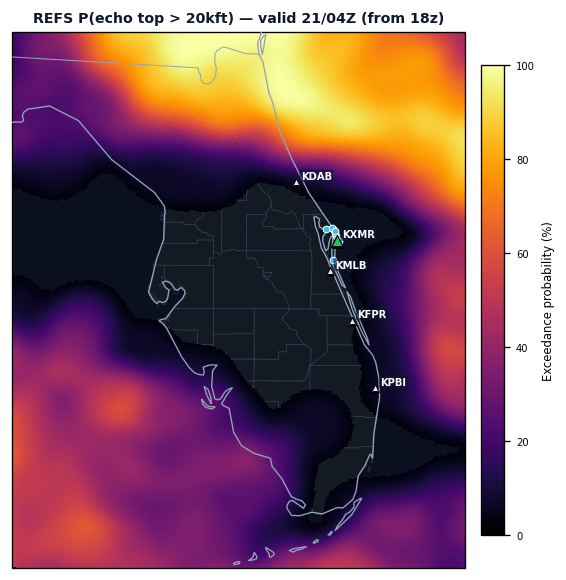 REFS P(echo top > 20kft) — valid 21/04Z (from 18z)
KDAB
KXMR
KMLB
KFPR
KPBI
100
80
60
40
20
0
Exceedance probability (%)